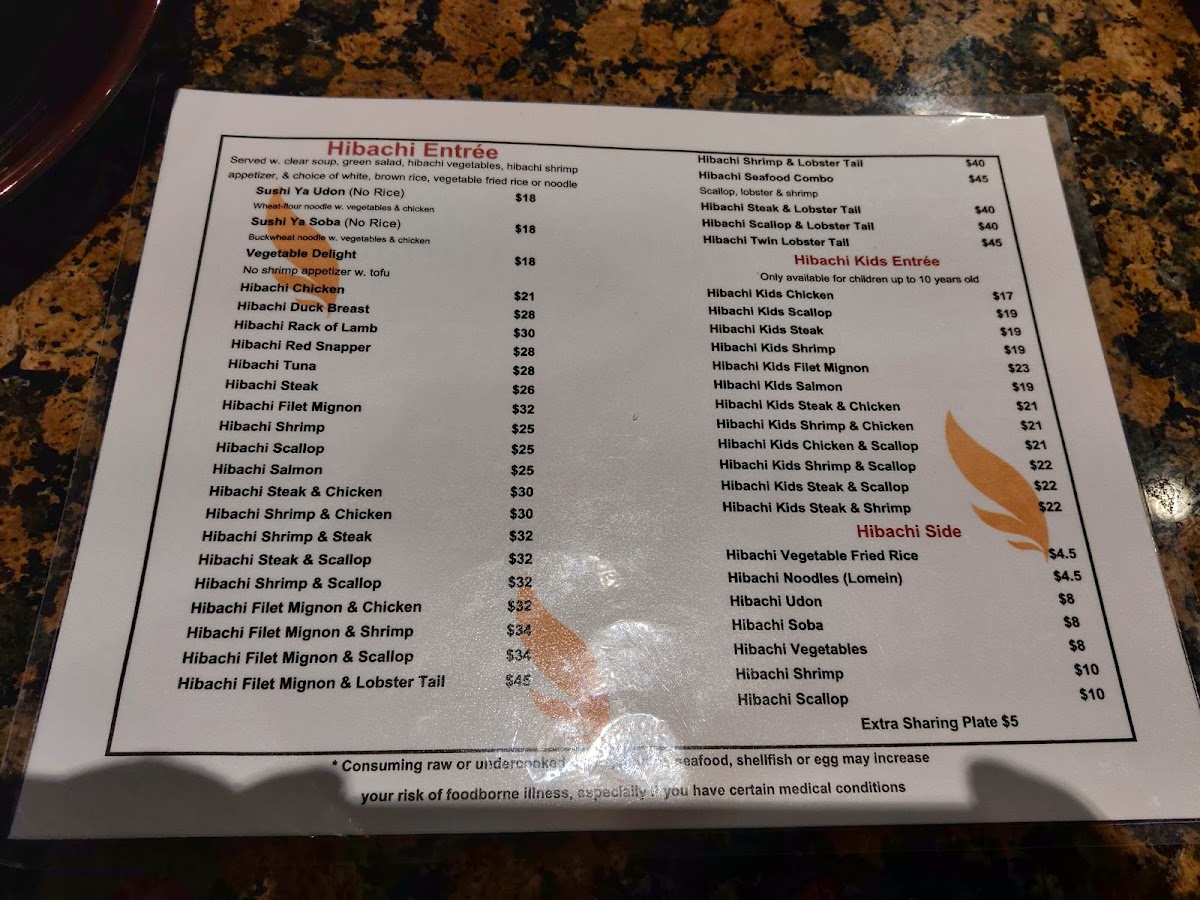 Hibachi Entrée
Served w. clear soup, green salad, hibachi vegetables, hibachi shrimp
appetizer, & choice of white, brown rice, vegetable fried rice or noodle
Sushi Ya Udon (No Rice) $18
Wheat-flour noodle w. vegetables & chicken
Sushi Ya Soba (No Rice) $18
Buckwheat noodle w. vegetables & chicken
Vegetable Delight $18
No shrimp appetizer w. tofu
Hibachi Chicken $21
Hibachi Duck Breast $28
Hibachi Rack of Lamb $30
Hibachi Red Snapper $28
Hibachi Tuna $28
Hibachi Steak $26
Hibachi Filet Mignon $32
Hibachi Shrimp $25
Hibachi Scallop $25
Hibachi Salmon $25
Hibachi Steak & Chicken $30
Hibachi Shrimp & Chicken $30
Hibachi Shrimp & Steak $32
Hibachi Steak & Scallop $32
Hibachi Shrimp & Scallop $32
Hibachi Filet Mignon & Chicken $32
Hibachi Filet Mignon & Shrimp $34
Hibachi Filet Mignon & Scallop $34
Hibachi Filet Mignon & Lobster Tail $45
Hibachi Shrimp & Lobster Tail $40
Hibachi Seafood Combo $45
Scallop, lobster & shrimp
Hibachi Steak & Lobster Tail $40
Hibachi Scallop & Lobster Tail $40
Hibachi Twin Lobster Tail $45
Hibachi Kids Entrée
*Only available for children up to 10 years old
Hibachi Kids Chicken $17
Hibachi Kids Scallop $19
Hibachi Kids Steak $19
Hibachi Kids Shrimp $19
Hibachi Kids Filet Mignon $23
Hibachi Kids Salmon $19
Hibachi Kids Steak & Chicken $21
Hibachi Kids Shrimp & Chicken $21
Hibachi Kids Chicken & Scallop $21
Hibachi Kids Shrimp & Scallop $22
Hibachi Kids Steak & Scallop $22
Hibachi Kids Steak & Shrimp $22
Hibachi Side
Hibachi Vegetable Fried Rice $4.5
Hibachi Noodles (Lomein) $4.5
Hibachi Udon $8
Hibachi Soba $8
Hibachi Vegetables $8
Hibachi Shrimp $10
Hibachi Scallop $10
Extra Sharing Plate $5
* Consuming raw or undercooked seafood, shellfish or egg may increase
your risk of foodborne illness, especially if you have certain medical conditions